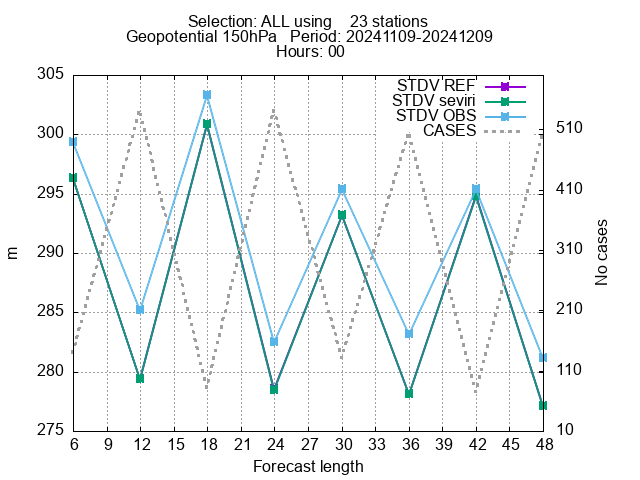 Selection: ALL using    23 stations
Geopotential 150hPa   Period: 20241109-20241209
Hours: 00
STDV REF
STDV seviri
STDV OBS
CASES
305
300
295
290
285
280
275
510
410
310
210
110
10
m
No cases
6 9 12 15 18 21 24 27 30 33 36 39 42 45 48
Forecast length